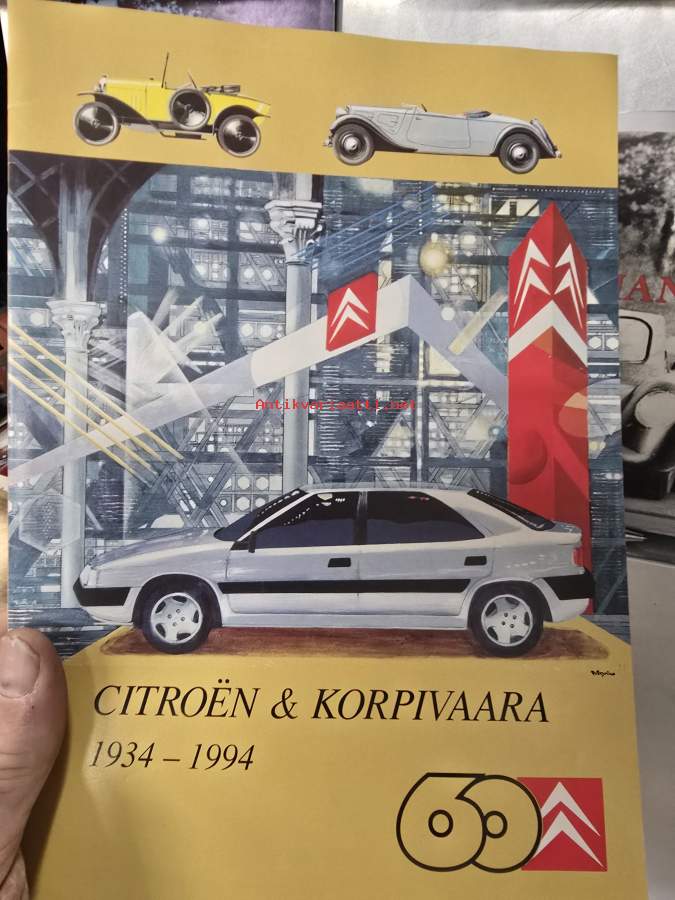 Antikvariaatti.net
CITROËN & KORPIVAARA
1934 – 1994
60